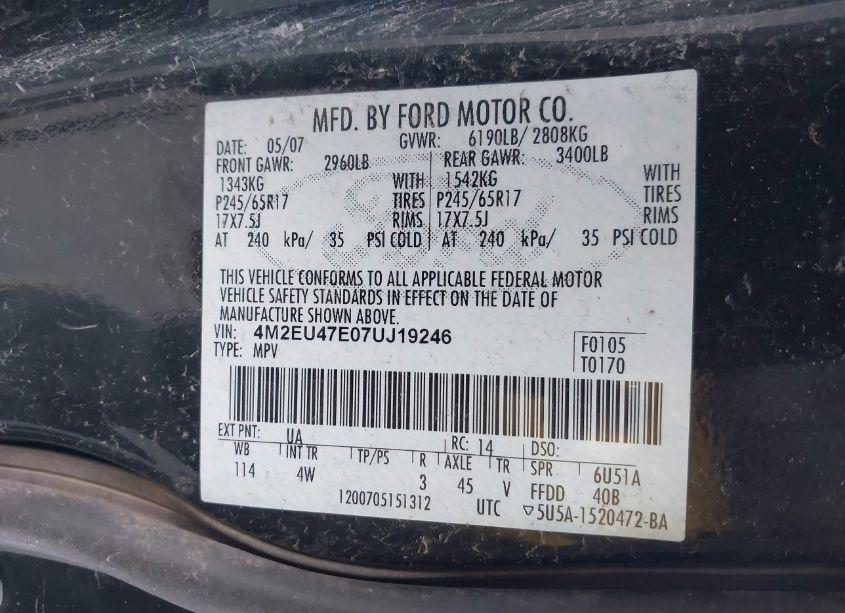 MFD. BY FORD MOTOR CO.
DATE: 05/07 GVWR: 6190LB/ 2808KG
FRONT GAWR: 2960LB REAR GAWR: 3400LB
1343KG WITH 1542KG WITH
P245/65R17 TIRES P245/65R17 TIRES
17X7.5J RIMS 17X7.5J RIMS
AT 240 kPa/ 35 PSI COLD AT 240 kPa/ 35 PSI COLD
Ford
THIS VEHICLE CONFORMS TO ALL APPLICABLE FEDERAL MOTOR
VEHICLE SAFETY STANDARDS IN EFFECT ON THE DATE OF
MANUFACTURE SHOWN ABOVE.
VIN: 4M2EU47E07UJ19246 F0105
TYPE: MPV T0170
EXT PNT: UA RC: 14 DSO:
WB INT TR TP/PS R AXLE TR SPR 6U51A
114 4W 3 45 V FFDD 40B
1200705151312 UTC ▽5U5A-1520472-BA